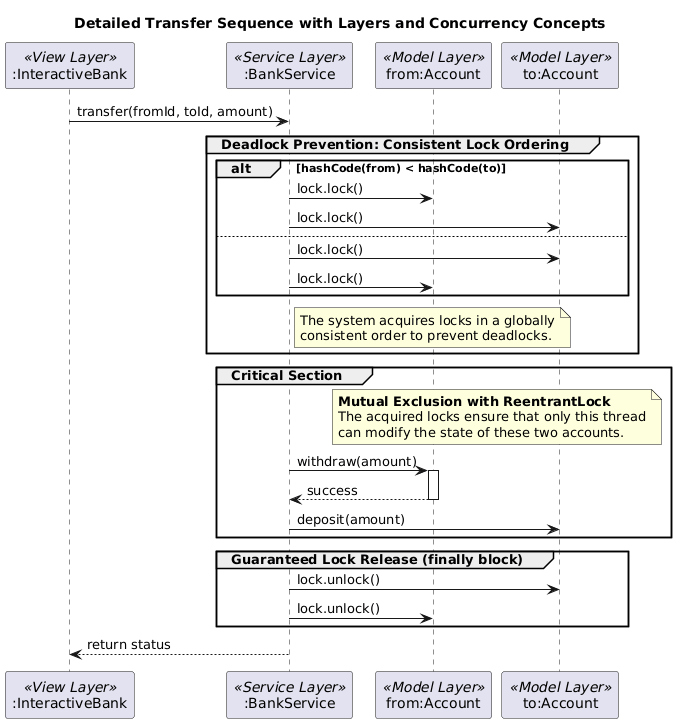 Detailed Transfer Sequence with Layers and Concurrency Concepts
«View Layer»
:InteractiveBank
«Service Layer»
:BankService
«Model Layer»
from:Account
«Model Layer»
to:Account
transfer(fromId, toId, amount)
Deadlock Prevention: Consistent Lock Ordering
alt
[hashCode(from) < hashCode(to)]
lock.lock()
lock.lock()
lock.lock()
lock.lock()
The system acquires locks in a globally
consistent order to prevent deadlocks.
Critical Section
Mutual Exclusion with ReentrantLock
The acquired locks ensure that only this thread
can modify the state of these two accounts.
withdraw(amount)
success
deposit(amount)
Guaranteed Lock Release (finally block)
lock.unlock()
lock.unlock()
return status
«View Layer»
:InteractiveBank
«Service Layer»
:BankService
«Model Layer»
from:Account
«Model Layer»
to:Account